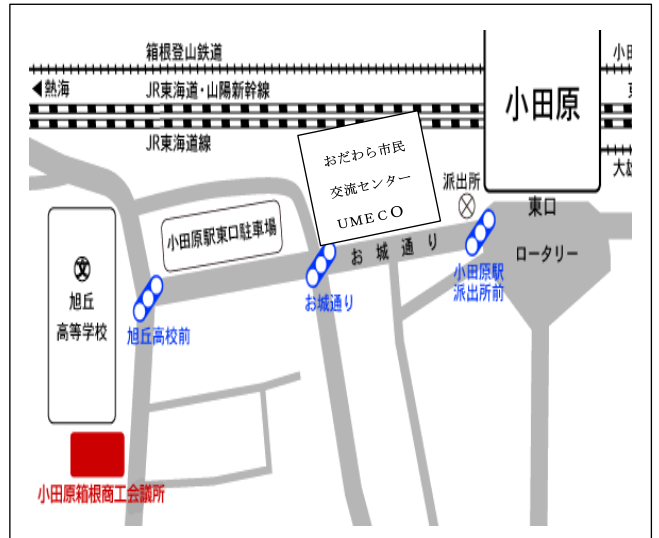 箱根登山鉄道
小田
◀熱海
JR東海道・山陽新幹線
JR東海道線
小田原
大雄
おだわら市民
交流センター
UMECO
派出所
東口
ロータリー
小田原駅東口駐車場
お城通り
小田原駅
派出所前
お城通り
旭丘高校前
文
旭丘
高等学校
小田原箱根商工会議所